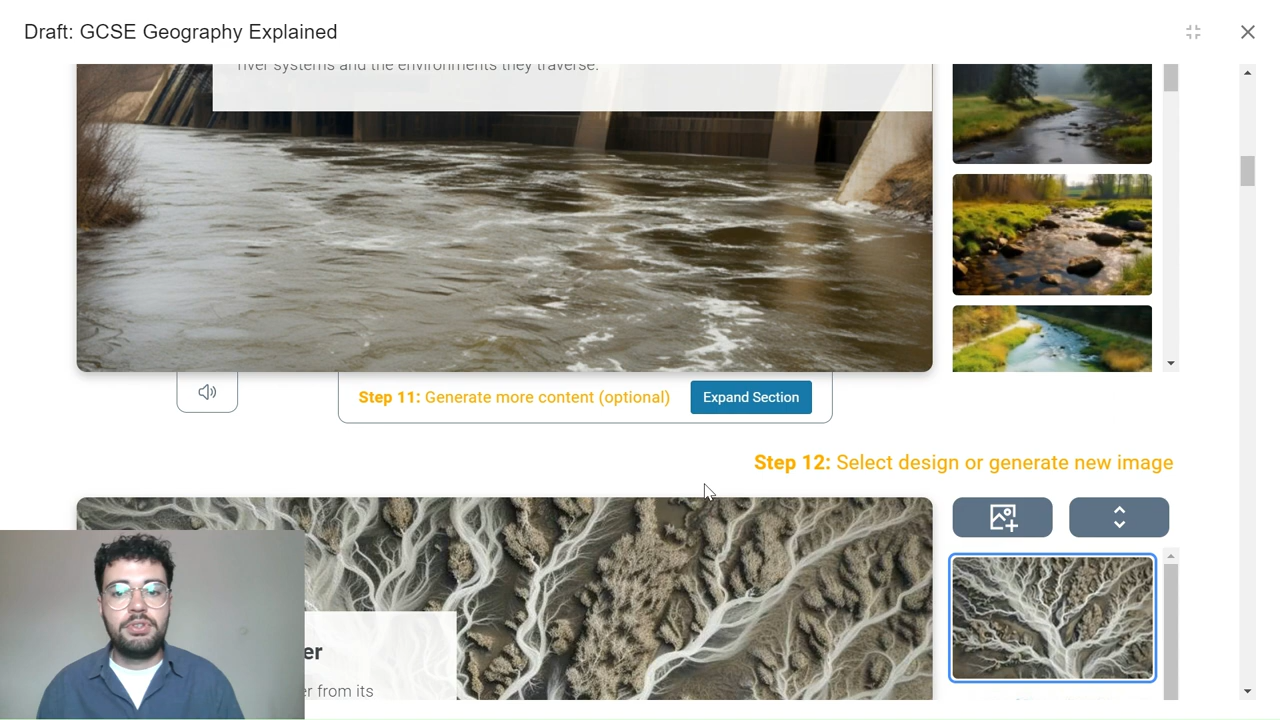 Draft: GCSE Geography Explained
river systems and the environments they traverse.
Step 11: Generate more content (optional)
Expand Section
Step 12: Select design or generate new image
er from its